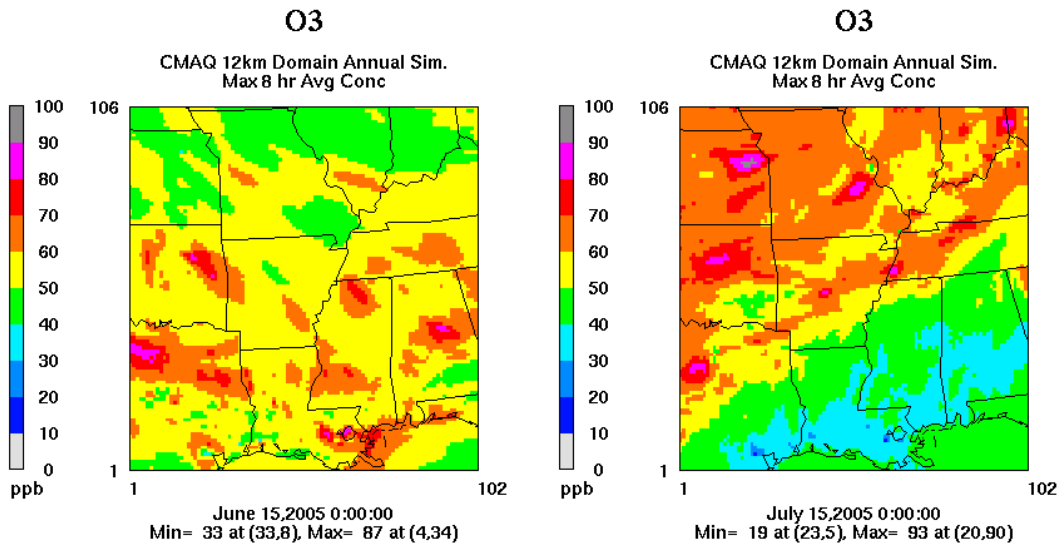 O3
CMAQ 12km Domain Annual Sim.
Max 8 hr Avg Conc
100
90
80
70
60
50
40
30
20
10
0
ppb
106
1
1
102
June 15,2005 0:00:00
Min= 33 at (33,8), Max= 87 at (4,34)
O3
CMAQ 12km Domain Annual Sim.
Max 8 hr Avg Conc
100
90
80
70
60
50
40
30
20
10
0
ppb
106
1
1
102
July 15,2005 0:00:00
Min= 19 at (23,5), Max= 93 at (20,90)